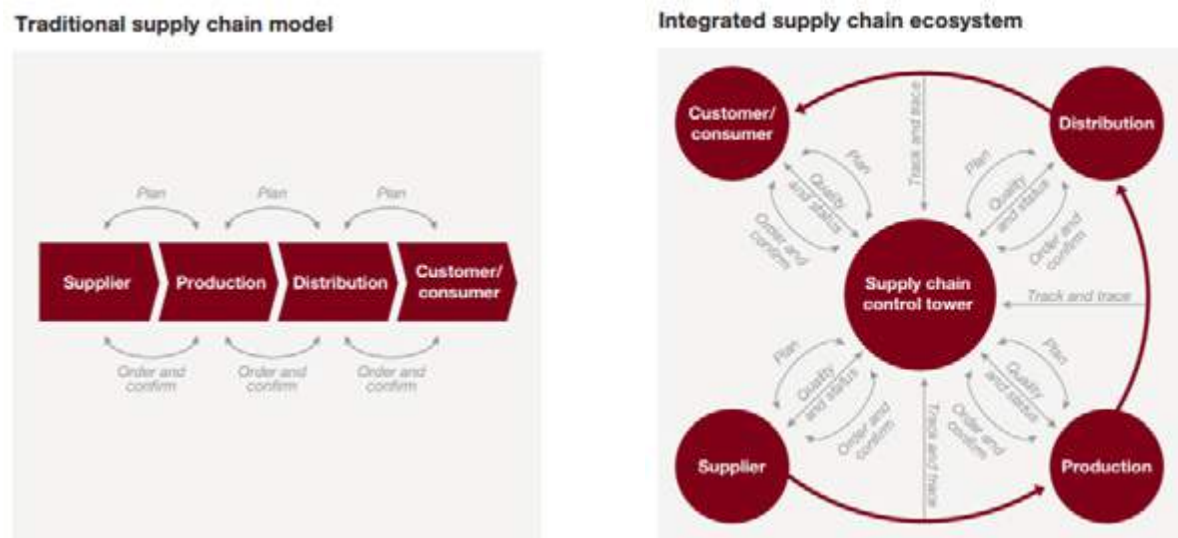 Traditional supply chain model
Plan
Plan
Plan
Supplier
Production
Distribution
Customer/
consumer
Order and
confirm
Order and
confirm
Order and
confirm
Integrated supply chain ecosystem
Customer/
consumer
Distribution
Track and trace
Plan
Quality
and status
Order and
confirm
Plan
Quality
and status
Order and
confirm
Supply chain
control tower
Track and trace
Plan
Quality
and status
Order and
confirm
Plan
Quality
and status
Order and
confirm
Track and trace
Supplier
Production